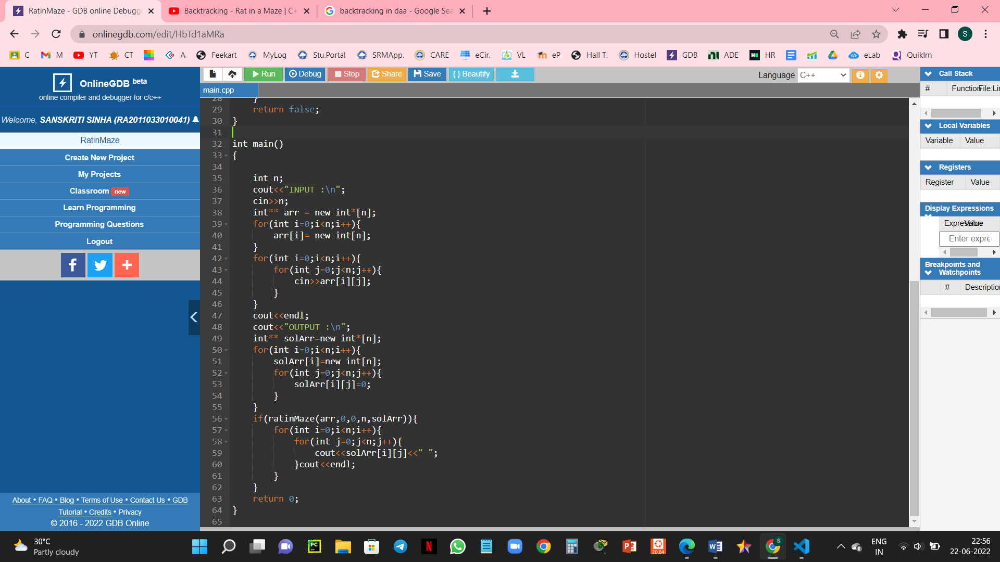 RatinMaze - GDB online Debugge
Backtracking - Rat in a Maze | C+
backtracking in daa - Google Sea
onlinegdb.com/edit/HbTd1aMRa
S
C
M
YT
CT
A
Feekart
MyLog
Stu.Portal
SRMApp.
CARE
eCir.
VL
eP
Hall T.
Hostel
GDB
ADE
HR
eLab
QuikIrn
OnlineGDB beta
online compiler and debugger for c/c++
Welcome, SANSKRITI SINHA (RA2011033010041)
RatinMaze
Create New Project
My Projects
Classroom new
Learn Programming
Programming Questions
Logout
About • FAQ • Blog • Terms of Use • Contact Us • GDB
Tutorial • Credits • Privacy
© 2016 - 2022 GDB Online
Run
Debug
Stop
Share
Save
{ } Beautify
Language C++
main.cpp
28 }
29 return false;
30 }
31
32 int main()
33 {
34
35 int n;
36 cout<<"INPUT :\n";
37 cin>>n;
38 int** arr = new int*[n];
39 for(int i=0;i<n;i++){
40 arr[i]= new int[n];
41 }
42 for(int i=0;i<n;i++){
43 for(int j=0;j<n;j++){
44 cin>>arr[i][j];
45 }
46 }
47 cout<<endl;
48 cout<<"OUTPUT :\n";
49 int** solArr=new int*[n];
50 for(int i=0;i<n;i++){
51 solArr[i]=new int[n];
52 for(int j=0;j<n;j++){
53 solArr[i][j]=0;
54 }
55 }
56 if(ratinMaze(arr,0,0,n,solArr)){
57 for(int i=0;i<n;i++){
58 for(int j=0;j<n;j++){
59 cout<<solArr[i][j]<<" ";
60 }cout<<endl;
61 }
62 }
63 return 0;
64 }
65
Call Stack
# Function File:Li
Local Variables
Variable Value
Registers
Register Value
Display Expressions
Expression Value
Enter expre
Breakpoints and
Watchpoints
# Description
30°C
Partly cloudy
20.04
ENG
IN
22:56
22-06-2022